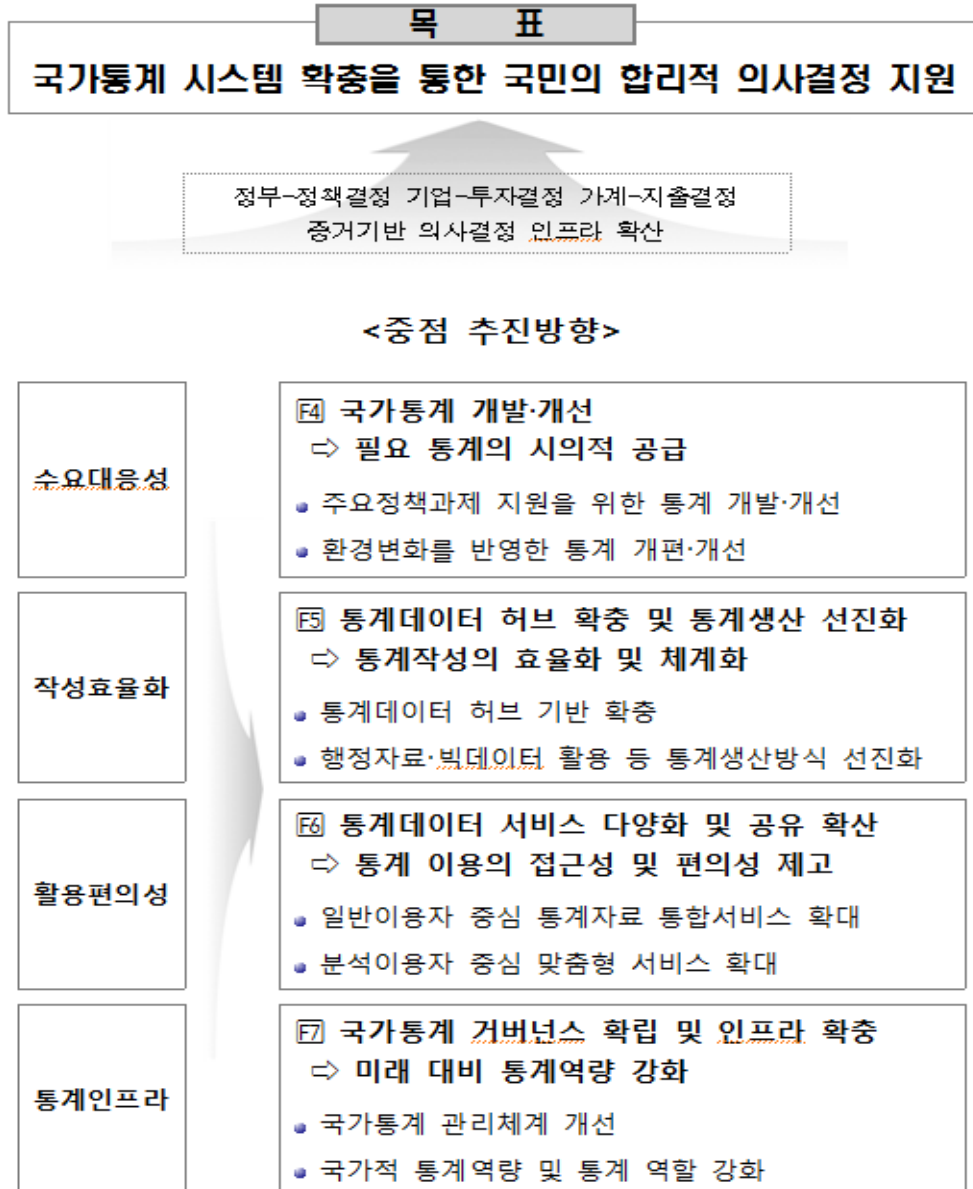 목 표
국가통계 시스템 확충을 통한 국민의 합리적 의사결정 지원
정부-정책결정 기업-투자결정 가계-지출결정
증거기반 의사결정 인프라 확산
<중점 추진방향>
수요대응성
F4 국가통계 개발·개선
⇨ 필요 통계의 시의적 공급
• 주요정책과제 지원을 위한 통계 개발·개선
• 환경변화를 반영한 통계 개편·개선
작성효율화
F5 통계데이터 허브 확충 및 통계생산 선진화
⇨ 통계작성의 효율화 및 체계화
• 통계데이터 허브 기반 확충
• 행정자료·빅데이터 활용 등 통계생산방식 선진화
활용편의성
F6 통계데이터 서비스 다양화 및 공유 확산
⇨ 통계 이용의 접근성 및 편의성 제고
• 일반이용자 중심 통계자료 통합서비스 확대
• 분석이용자 중심 맞춤형 서비스 확대
통계인프라
F7 국가통계 거버넌스 확립 및 인프라 확충
⇨ 미래 대비 통계역량 강화
• 국가통계 관리체계 개선
• 국가적 통계역량 및 통계 역할 강화